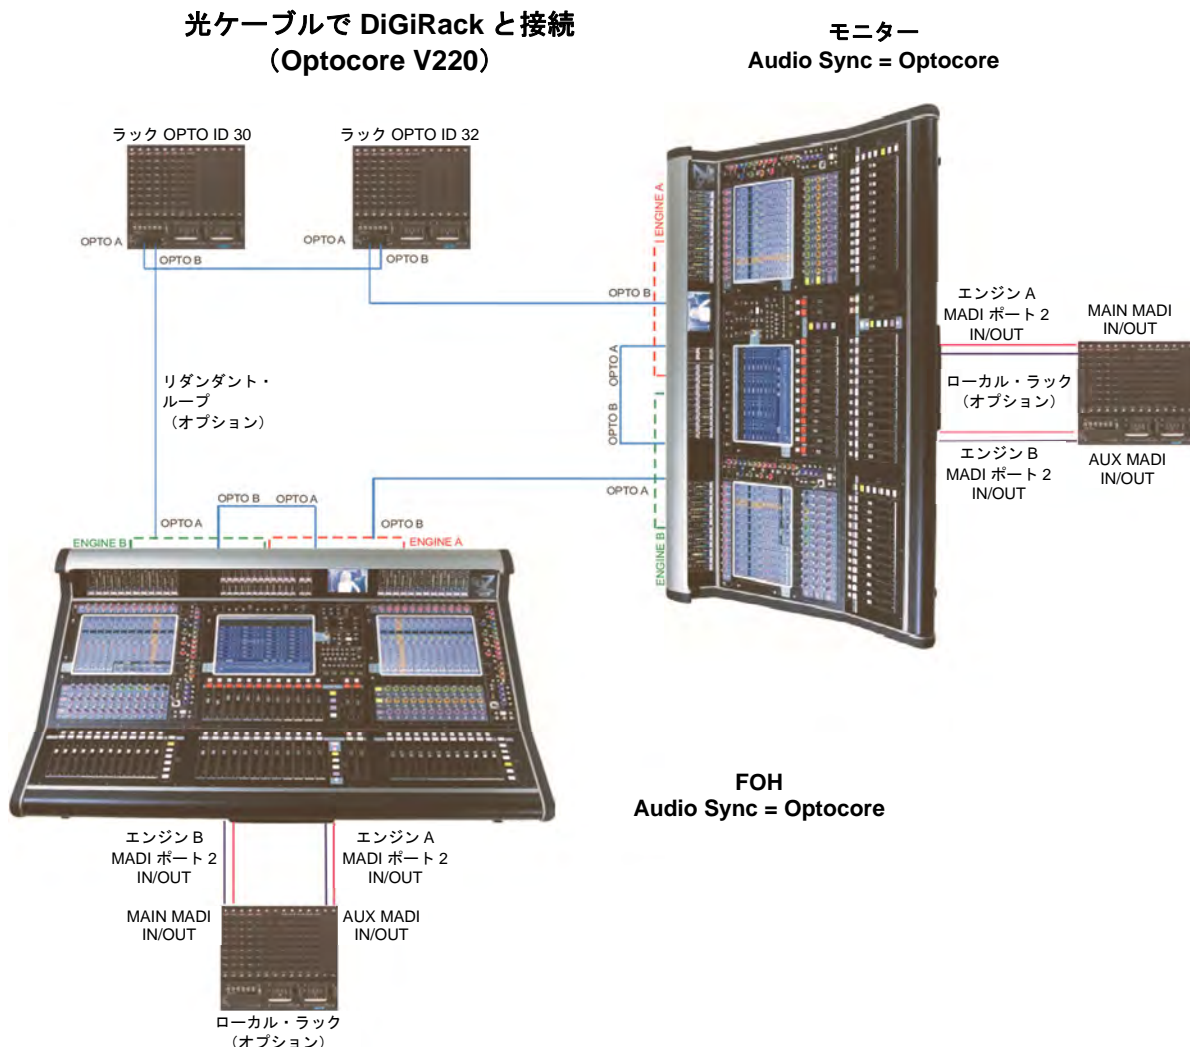 光ケーブルで DiGiRack と接続
（Optocore V220）
モニター
Audio Sync = Optocore
ラック OPTO ID 30
ラック OPTO ID 32
OPTO A
OPTO B
OPTO A
OPTO B
リダンダント・
ループ
（オプション）
ENGINE A
OPTO B
OPTO A
OPTO B
OPTO A
ENGINE B
エンジン A
MADI ポート 2
IN/OUT
MAIN MADI
IN/OUT
ローカル・ラック
（オプション）
エンジン B
MADI ポート 2
IN/OUT
AUX MADI
IN/OUT
OPTO B
OPTO A
OPTO A
OPTO B
ENGINE B
ENGINE A
FOH
Audio Sync = Optocore
エンジン B
MADI ポート 2
IN/OUT
エンジン A
MADI ポート 2
IN/OUT
MAIN MADI
IN/OUT
AUX MADI
IN/OUT
ローカル・ラック
（オプション）